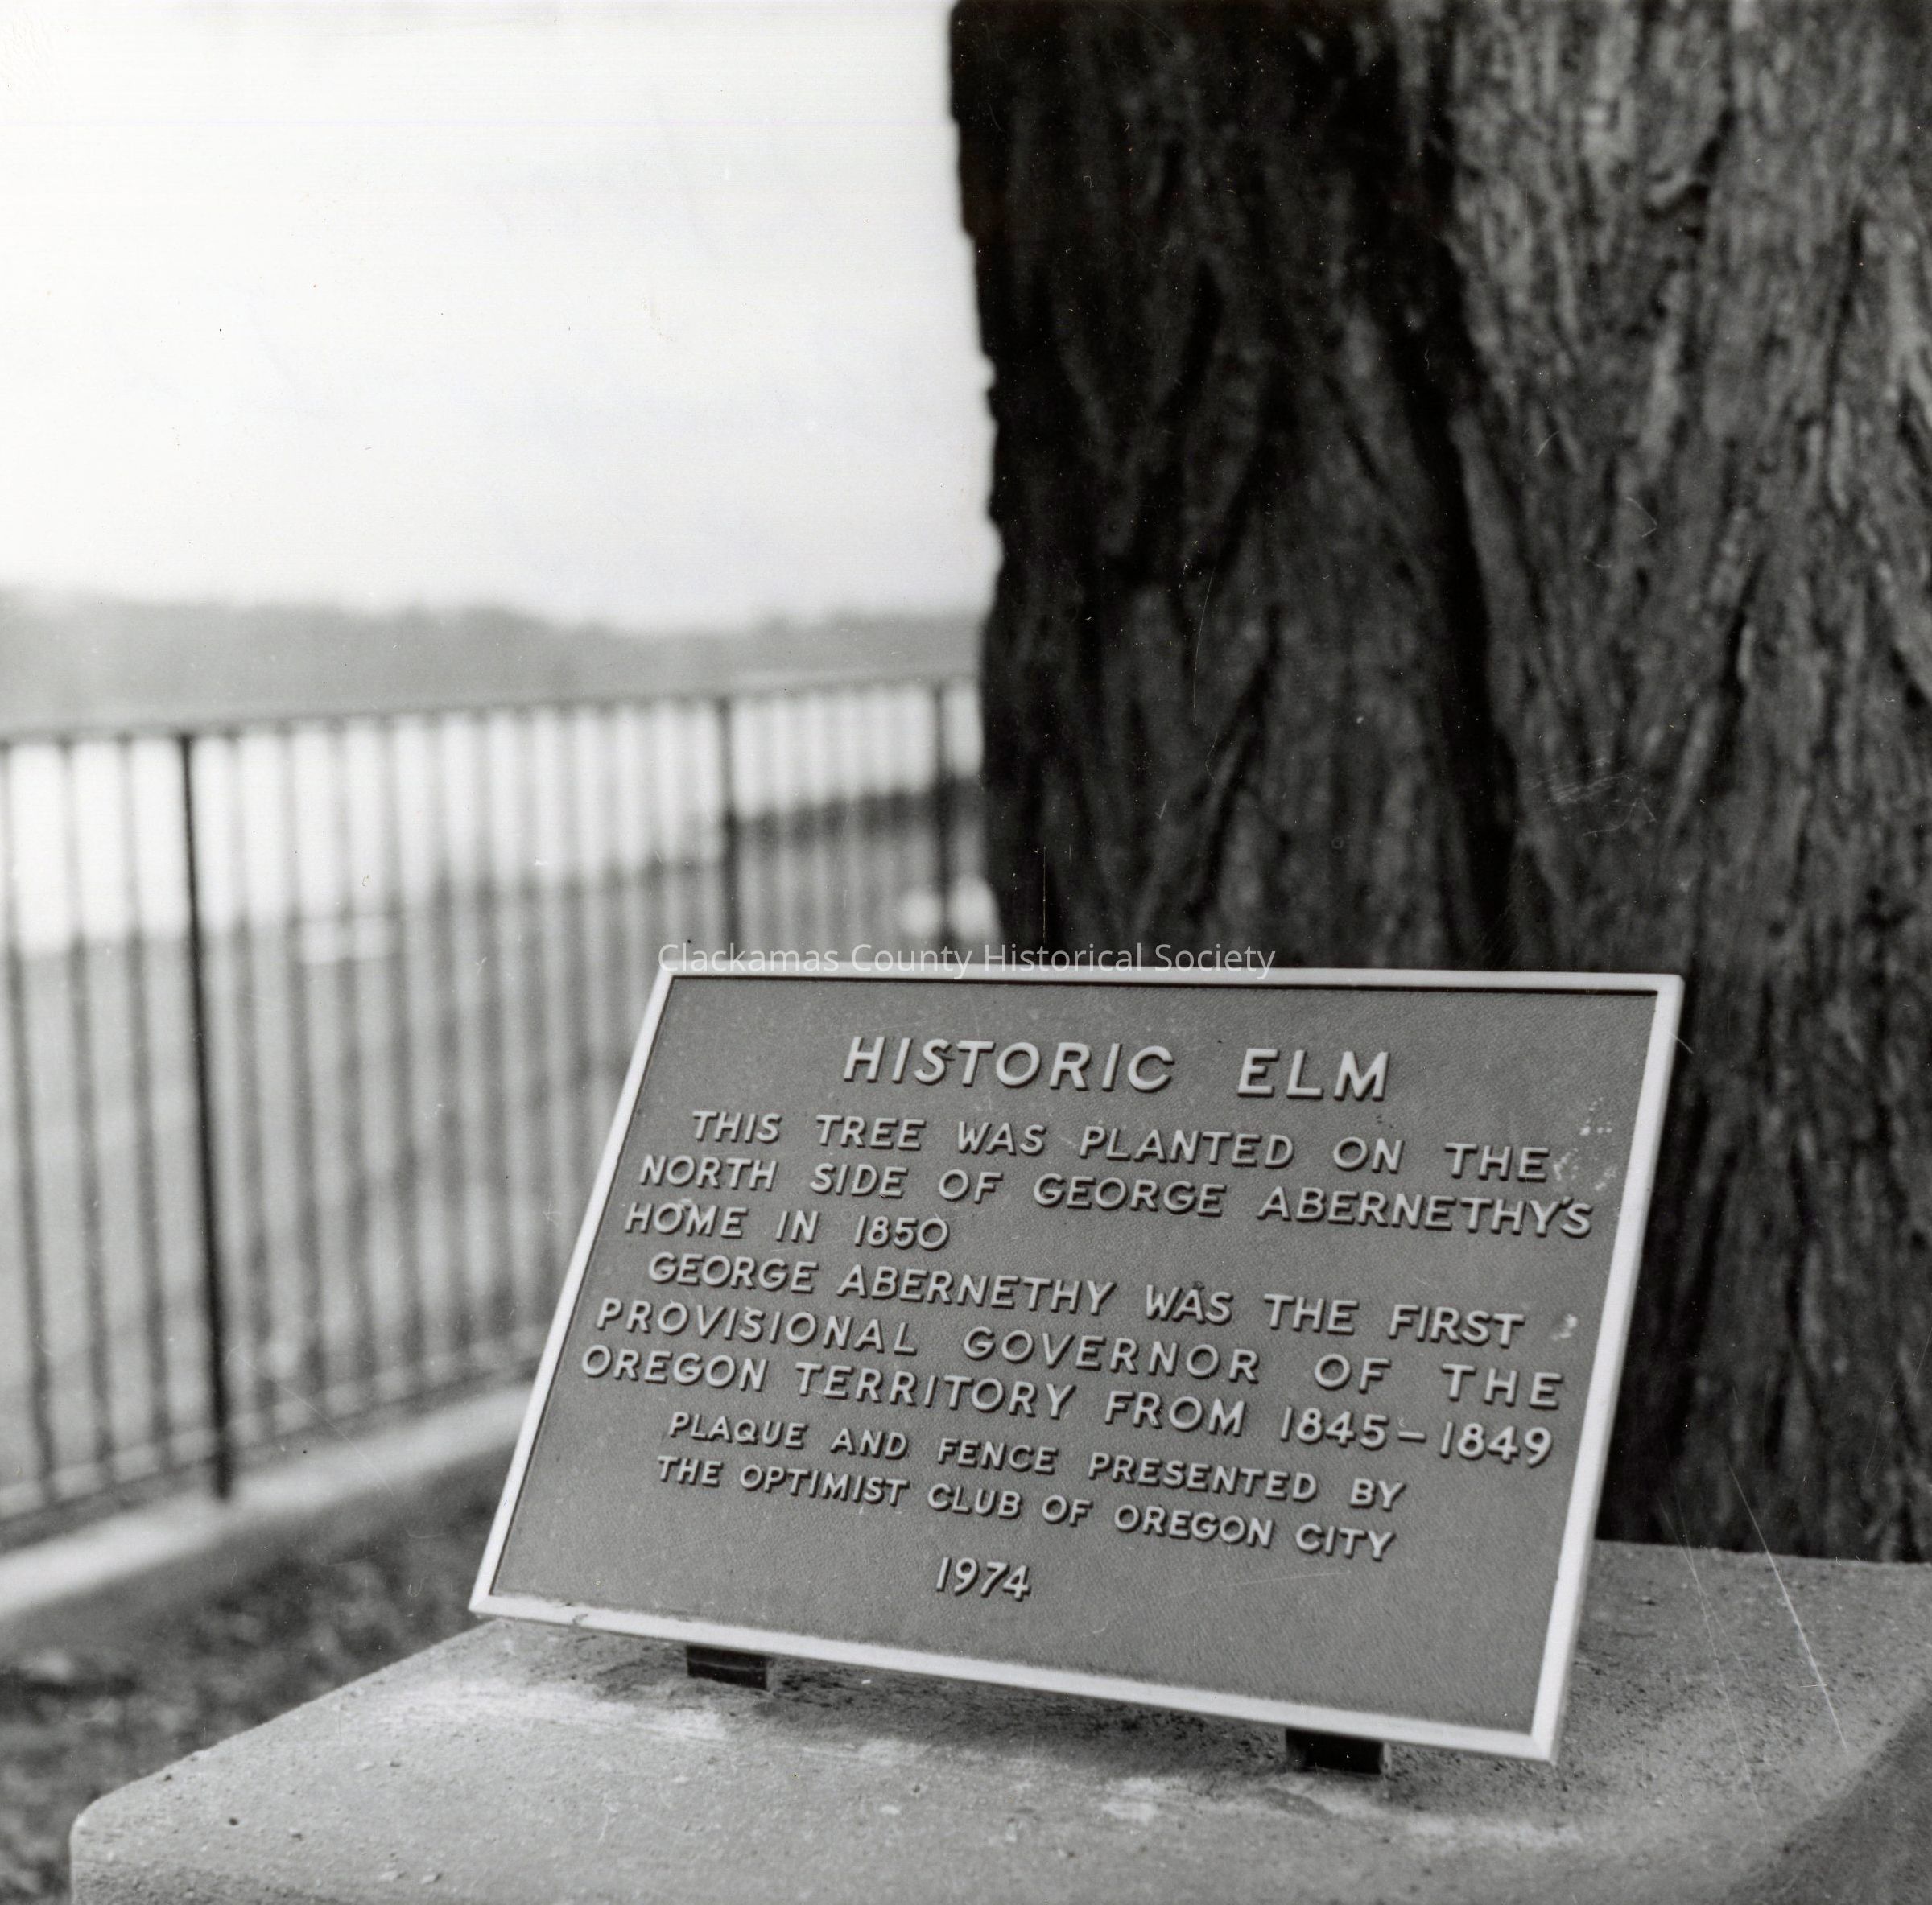 Clackamas County Historical Society
HISTORIC ELM
THIS TREE WAS PLANTED ON THE
NORTH SIDE OF GEORGE ABERNETHY'S
HOME IN 1850
GEORGE ABERNETHY WAS THE FIRST
PROVISIONAL GOVERNOR OF THE
OREGON TERRITORY FROM 1845-1849
PLAQUE AND FENCE PRESENTED BY
THE OPTIMIST CLUB OF OREGON CITY
1974